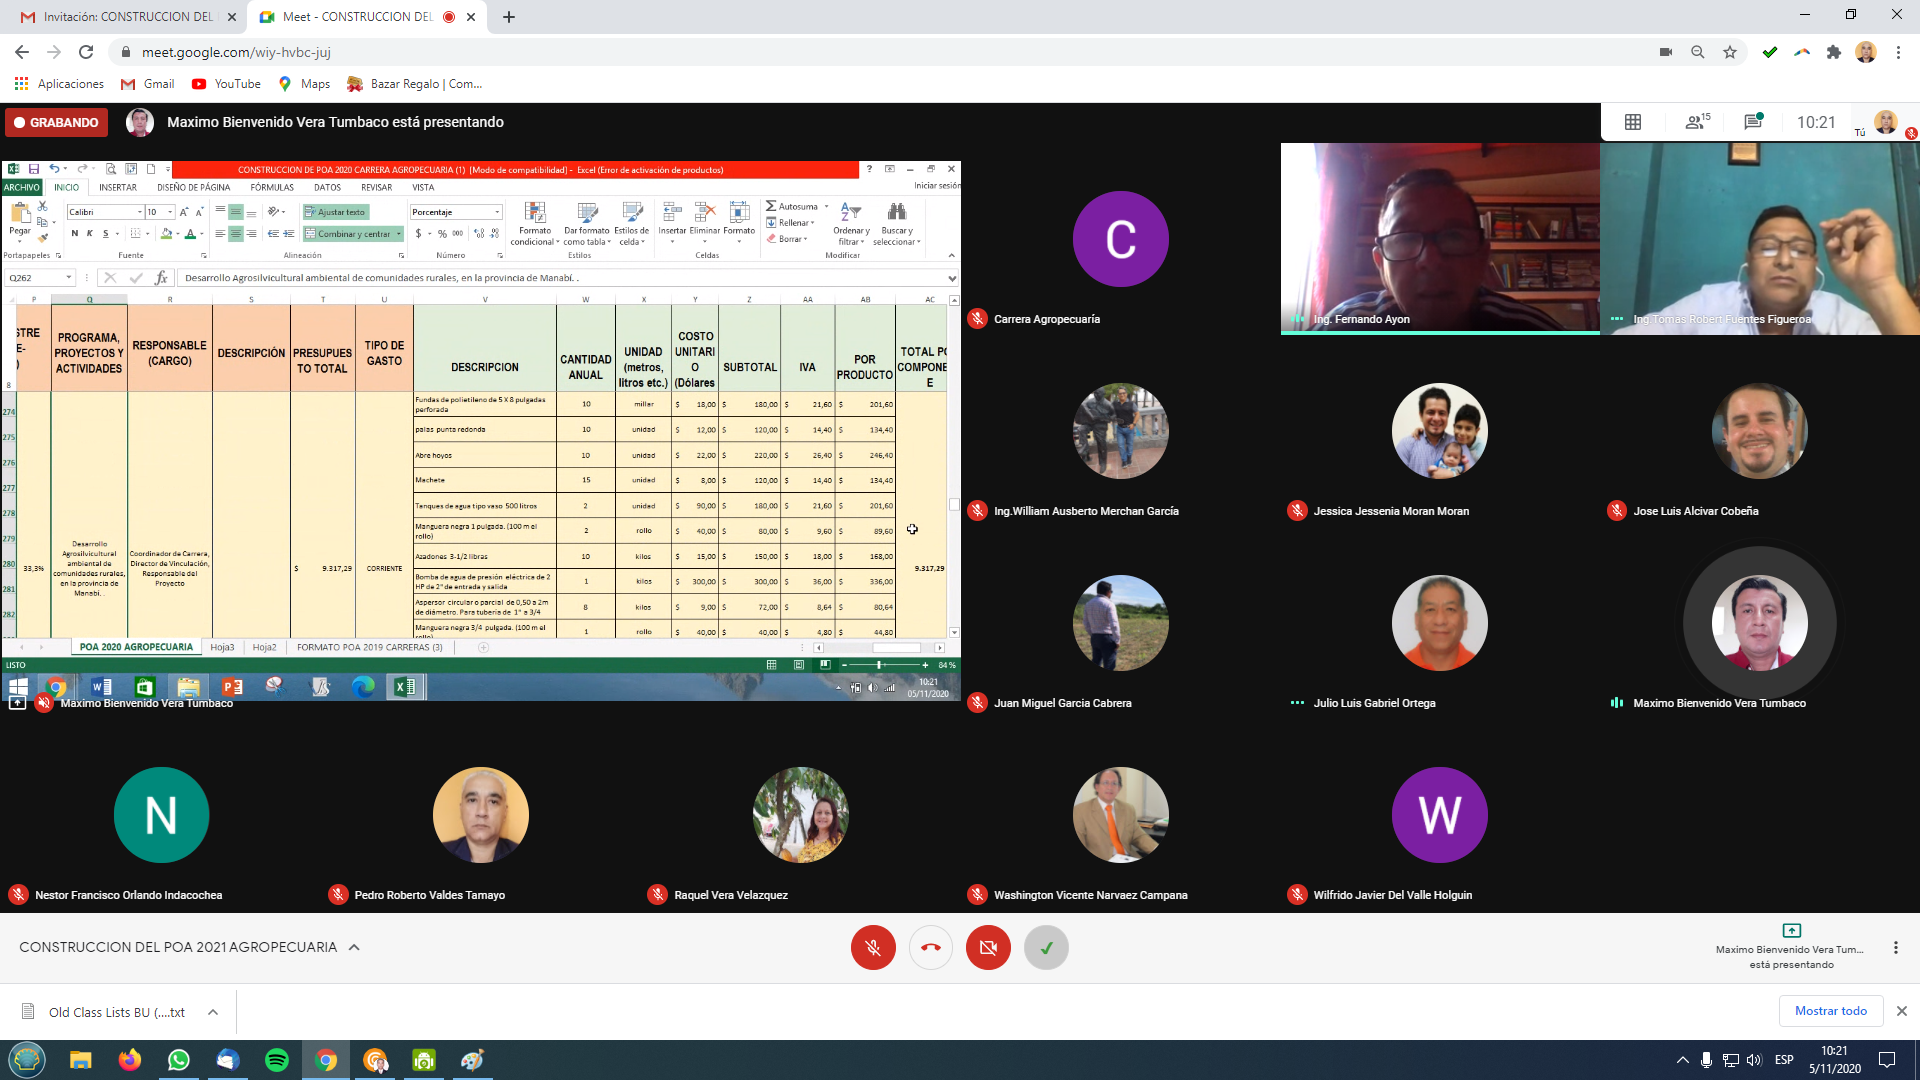 Invitación: CONSTRUCCION DEL
Meet - CONSTRUCCION DEL
meet.google.com/wiy-hvbc-juj
Aplicaciones
Gmail
YouTube
Maps
Bazar Regalo | Com...
GRABANDO
Maximo Bienvenido Vera Tumbaco está presentando
15
10:21
Tú
CONSTRUCCION DE POA 2020 CARRERA AGROPECUARIA (1) [Modo de compatibilidad] - Excel (Error de activación de productos)
ARCHIVO INICIO INSERTAR DISEÑO DE PÁGINA FÓRMULAS DATOS REVISAR VISTA
Iniciar sesión
Pegar
Calibri 10
N K S
Ajustar texto
Combinar y centrar
Porcentaje
$ % 000
Formato condicional
Dar formato como tabla
Estilos de celda
Insertar Eliminar Formato
Autosuma
Rellenar
Borrar
Ordenar y filtrar
Buscar y seleccionar
Portapapeles Fuente Alineación Número Estilos Celdas Modificar
Q262
fx
Desarrollo Agrosilvicultural ambiental de comunidades rurales, en la provincia de Manabí. .
P Q R S T U V W X Y Z AA AB AC
8
STRE
E-
)
PROGRAMA, PROYECTOS Y ACTIVIDADES
RESPONSABLE (CARGO)
DESCRIPCIÓN
PRESUPUES TO TOTAL
TIPO DE GASTO
DESCRIPCION
CANTIDAD ANUAL
UNIDAD (metros, litros etc.)
COSTO UNITARI O (Dólares
SUBTOTAL
IVA
POR PRODUCTO
TOTAL PO COMPONE E
274 Fundas de polietileno de 5 X 8 pulgadas perforada 10 millar $ 18,00 $ 180,00 $ 21,60 $ 201,60
275 palas punta redonda 10 unidad $ 12,00 $ 120,00 $ 14,40 $ 134,40
276 Abre hoyos 10 unidad $ 22,00 $ 220,00 $ 26,40 $ 246,40
277 Machete 15 unidad $ 8,00 $ 120,00 $ 14,40 $ 134,40
278 Tanques de agua tipo vaso 500 litros 2 unidad $ 90,00 $ 180,00 $ 21,60 $ 201,60
279 Manguera negra 1 pulgada. (100 m el rollo) 2 rollo $ 40,00 $ 80,00 $ 9,60 $ 89,60
280 Azadones 3-1/2 libras 10 kilos $ 15,00 $ 150,00 $ 18,00 $ 168,00
281 Bomba de agua de presión eléctrica de 2 HP de 2" de entrada y salida 1 kilos $ 300,00 $ 300,00 $ 36,00 $ 336,00
282 Aspersor circular o parcial de 0,50 a 2m de diámetro. Para tubería de 1" a 3/4 8 kilos $ 9,00 $ 72,00 $ 8,64 $ 80,64
Manguera negra 3/4 pulgada. (100 m el rollo) 1 rollo $ 40,00 $ 40,00 $ 4,80 $ 44,80
33,3%
Desarrollo Agrosilvicultural ambiental de comunidades rurales, en la provincia de Manabí. .
Coordinador de Carrera, Director de Vinculación, Responsable del Proyecto
$ 9.317,29
CORRIENTE
9.317,29
POA 2020 AGROPECUARIA Hoja3 Hoja2 FORMATO POA 2019 CARRERAS (3)
LISTO
84 %
10:21
05/11/2020
Maximo Bienvenido Vera Tumbaco
C
Carrera Agropecuaría
Ing. Fernando Ayon
Ing.Tomas Robert Fuentes Figueroa
Ing.William Ausberto Merchan García
Jessica Jessenia Moran Moran
Jose Luis Alcivar Cobeña
Juan Miguel Garcia Cabrera
Julio Luis Gabriel Ortega
Maximo Bienvenido Vera Tumbaco
N
W
Nestor Francisco Orlando Indacochea
Pedro Roberto Valdes Tamayo
Raquel Vera Velazquez
Washington Vicente Narvaez Campana
Wilfrido Javier Del Valle Holguin
CONSTRUCCION DEL POA 2021 AGROPECUARIA
Maximo Bienvenido Vera Tum...
está presentando
Old Class Lists BU (....txt
Mostrar todo
ESP
10:21
5/11/2020